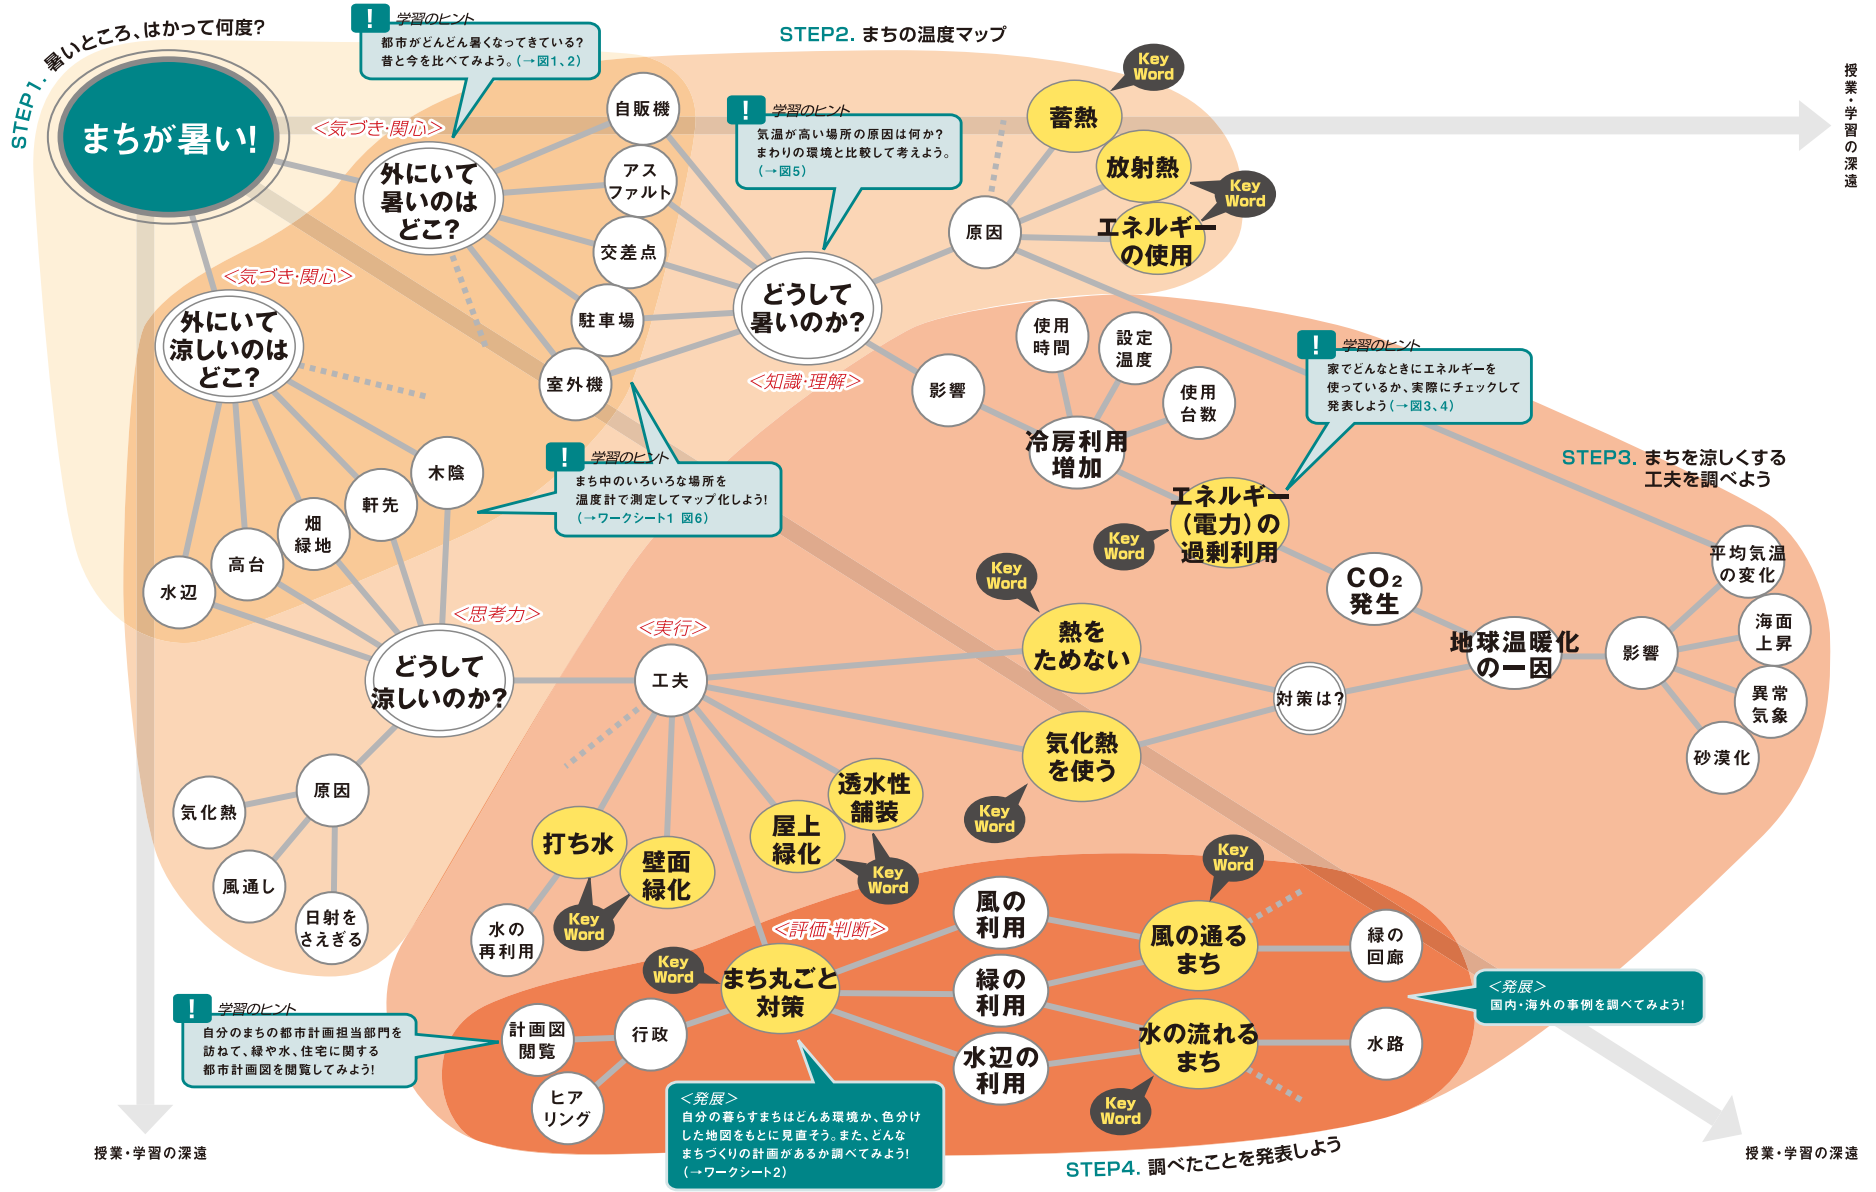 STEP1. 暑いところ、はかって何度?
まちが暑い!
!
学習のヒント
都市がどんどん暑くなってきている?
昔と今を比べてみよう。(→図1、2)
<気づき・関心>
外にいて
暑いのは
どこ?
自販機
アス
ファルト
交差点
駐車場
室外機
<気づき・関心>
外にいて
涼しいのは
どこ?
水辺
高台
畑
緑地
軒先
木陰
!
学習のヒント
まち中のいろいろな場所を
温度計で測定してマップ化しよう!
(→ワークシート1 図6)
STEP2. まちの温度マップ
!
学習のヒント
気温が高い場所の原因は何か?
まわりの環境と比較して考えよう。
(→図5)
どうして
暑いのか?
<知識・理解>
原因
蓄熱
Key
Word
放射熱
エネルギー
の使用
Key
Word
授業・学習の深遠
影響
使用
時間
設定
温度
使用
台数
冷房利用
増加
!
学習のヒント
家でどんなときにエネルギーを
使っているか、実際にチェックして
発表しよう(→図3、4)
エネルギー
(電力)の
過剰利用
Key
Word
STEP3. まちを涼しくする
工夫を調べよう
CO2
発生
地球温暖化
の一因
影響
平均気温
の変化
海面
上昇
異常
気象
砂漠化
対策は?
<思考力>
どうして
涼しいのか?
原因
気化熱
風通し
日射を
さえぎる
<実行>
工夫
Key
Word
熱を
ためない
気化熱
を使う
Key
Word
打ち水
壁面
緑化
Key
Word
水の
再利用
屋上
緑化
透水性
舗装
Key
Word
<評価・判断>
まち丸ごと
対策
Key
Word
風の
利用
緑の
利用
水辺の
利用
Key
Word
風の通る
まち
水の流れる
まち
Key
Word
緑の
回廊
水路
<発展>
国内・海外の事例を調べてみよう!
行政
計画図
閲覧
ヒア
リング
!
学習のヒント
自分のまちの都市計画担当部門を
訪ねて、緑や水、住宅に関する
都市計画図を閲覧してみよう!
<発展>
自分の暮らすまちはどんあ環境か、色分け
した地図をもとに見直そう。また、どんな
まちづくりの計画があるか調べてみよう!
(→ワークシート2)
STEP4. 調べたことを発表しよう
授業・学習の深遠
授業・学習の深遠